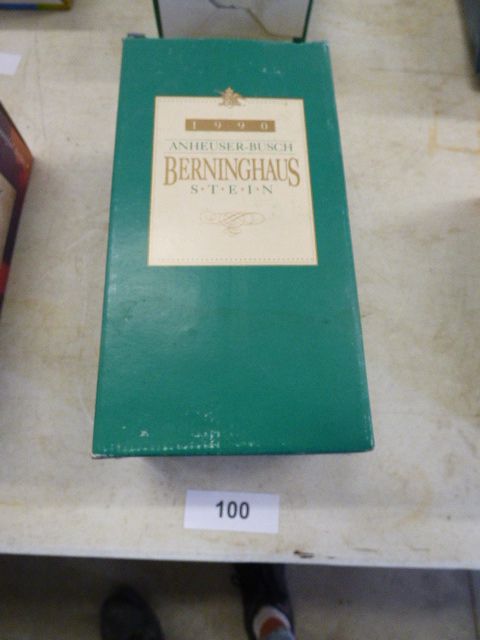 1990
ANHEUSER-BUSCH
BERNINGHAUS
S·T·E·I·N
100